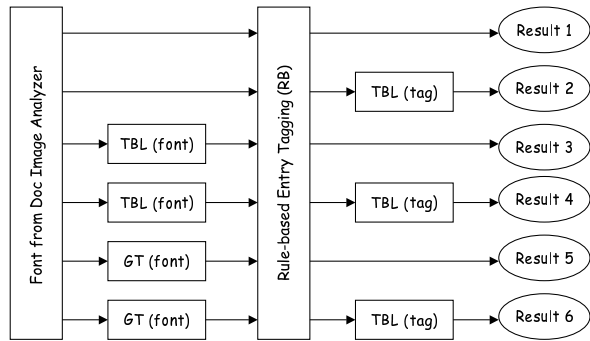 Font from Doc Image Analyzer
Rule-based Entry Tagging (RB)
Result 1
TBL (tag)
Result 2
TBL (font)
Result 3
TBL (font)
TBL (tag)
Result 4
GT (font)
Result 5
GT (font)
TBL (tag)
Result 6